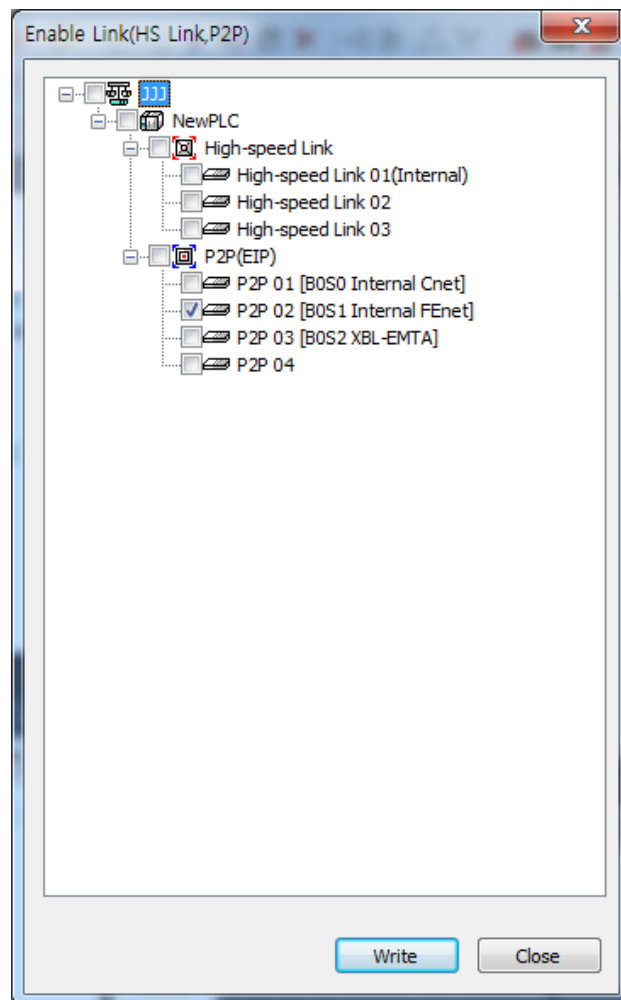 Enable Link(HS Link,P2P)
JJJ
NewPLC
High-speed Link
High-speed Link 01(Internal)
High-speed Link 02
High-speed Link 03
P2P(EIP)
P2P 01 [B0S0 Internal Cnet]
P2P 02 [B0S1 Internal FEnet]
P2P 03 [B0S2 XBL-EMTA]
P2P 04
Write
Close